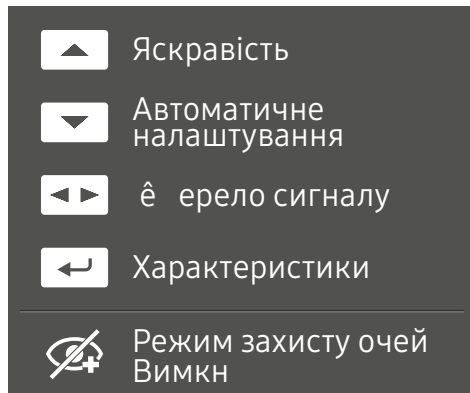 Яскравість
Автоматичне
налаштування
ê ерело сигналу
Характеристики
Режим захисту очей
Вимкн